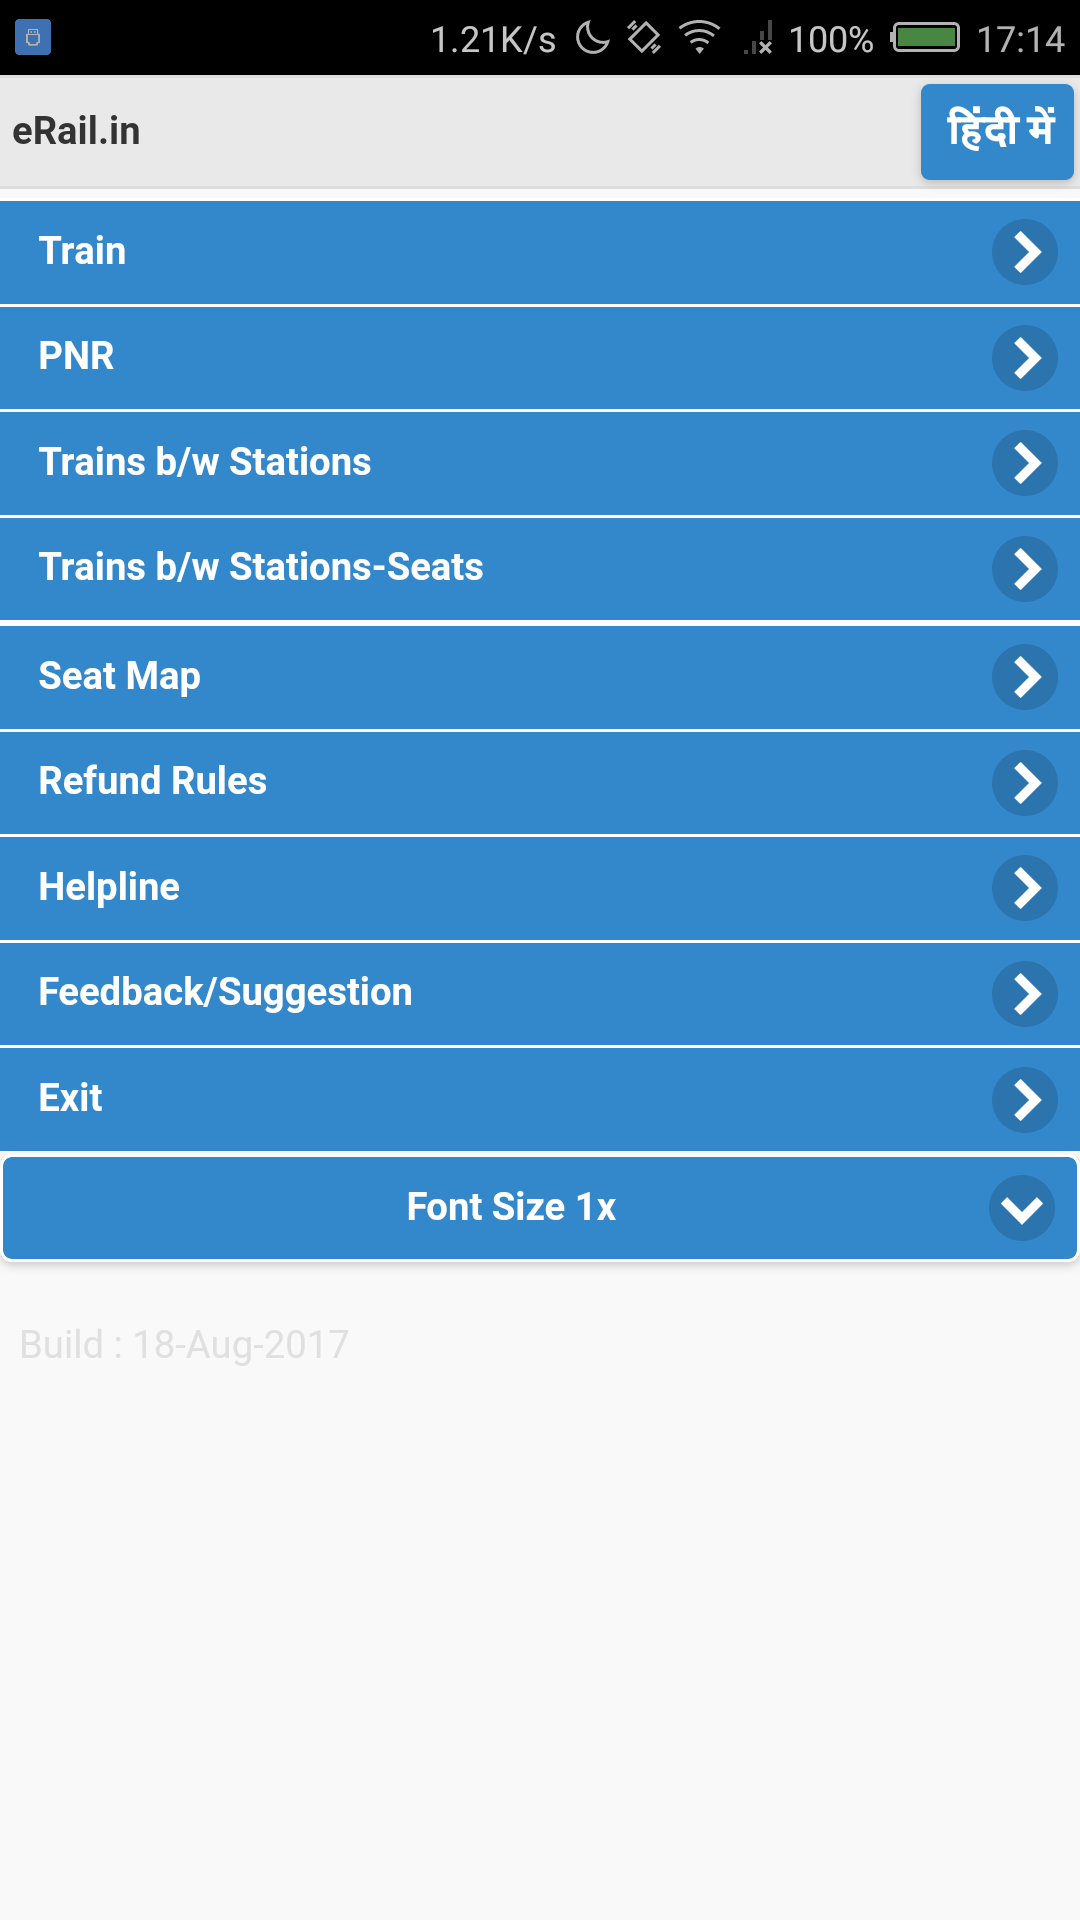 1.21K/s 100% 17:14
eRail.in हिंदी में
Train
PNR
Trains b/w Stations
Trains b/w Stations-Seats
Seat Map
Refund Rules
Helpline
Feedback/Suggestion
Exit
Font Size 1x
Build : 18-Aug-2017